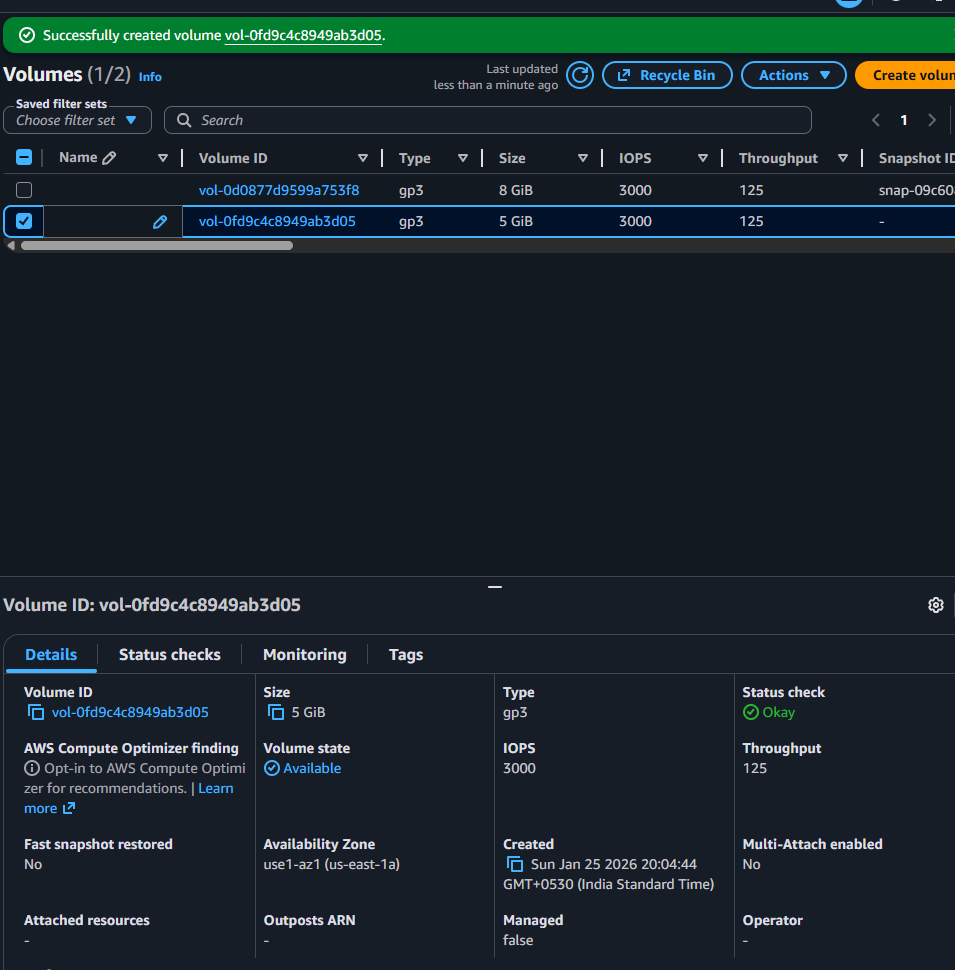 Successfully created volume vol-0fd9c4c8949ab3d05.
Volumes (1/2) Info
Last updated
less than a minute ago
Recycle Bin
Actions
Create volum
Saved filter sets
Choose filter set
Search
1
Name
Volume ID
Type
Size
IOPS
Throughput
Snapshot ID
vol-0d0877d9599a753f8 gp3 8 GiB 3000 125 snap-09c60
vol-0fd9c4c8949ab3d05 gp3 5 GiB 3000 125 -
Volume ID: vol-0fd9c4c8949ab3d05
Details
Status checks
Monitoring
Tags
Volume ID
vol-0fd9c4c8949ab3d05
Size
5 GiB
Type
gp3
Status check
Okay
AWS Compute Optimizer finding
Opt-in to AWS Compute Optimi
zer for recommendations. | Learn
more
Volume state
Available
IOPS
3000
Throughput
125
Fast snapshot restored
No
Availability Zone
use1-az1 (us-east-1a)
Created
Sun Jan 25 2026 20:04:44
GMT+0530 (India Standard Time)
Multi-Attach enabled
No
Attached resources
-
Outposts ARN
-
Managed
false
Operator
-